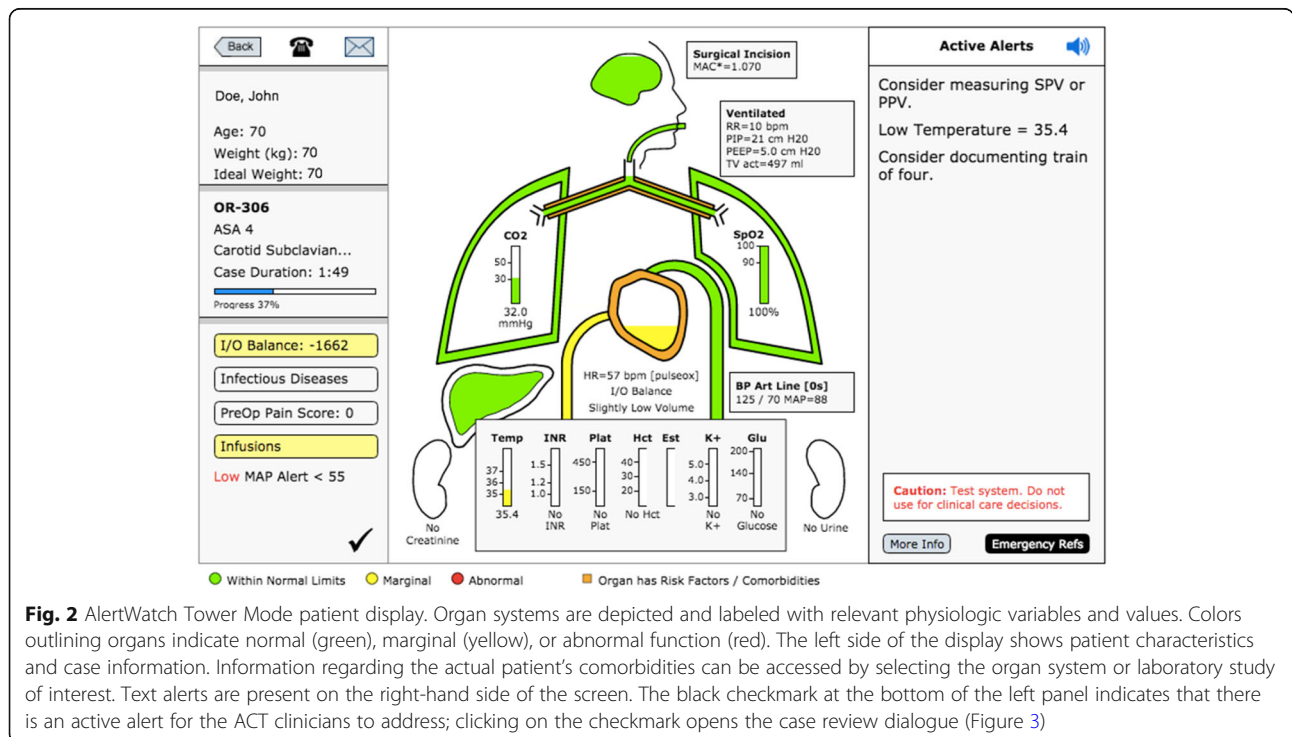 Back
Doe, John
Age: 70
Weight (kg): 70
Ideal Weight: 70
OR-306
ASA 4
Carotid Subclavian...
Case Duration: 1:49
Progress 37%
I/O Balance: -1662
Infectious Diseases
PreOp Pain Score: 0
Infusions
Low MAP Alert < 55
Surgical Incision
MAC*=1.070
Ventilated
RR=10 bpm
PIP=21 cm H20
PEEP=5.0 cm H20
TV act=497 ml
CO2
50
30
32.0
mmHg
SpO2
100
90
100%
HR=57 bpm [pulseox]
I/O Balance
Slightly Low Volume
BP Art Line [0s]
125 / 70 MAP=88
Temp INR Plat Hct Est K+ Glu
37 1.5 450 40 5.0 200
36 1.2 30 4.0 140
35 1.0 150 20 3.0 70
35.4 No INR No Plat No Hct No K+ No Glucose
No
Creatinine
No Urine
Active Alerts
Consider measuring SPV or
PPV.
Low Temperature = 35.4
Consider documenting train
of four.
Caution: Test system. Do not
use for clinical care decisions.
More Info Emergency Refs
Within Normal Limits Marginal Abnormal Organ has Risk Factors / Comorbidities
Fig. 2 AlertWatch Tower Mode patient display. Organ systems are depicted and labeled with relevant physiologic variables and values. Colors
outlining organs indicate normal (green), marginal (yellow), or abnormal function (red). The left side of the display shows patient characteristics
and case information. Information regarding the actual patient's comorbidities can be accessed by selecting the organ system or laboratory study
of interest. Text alerts are present on the right-hand side of the screen. The black checkmark at the bottom of the left panel indicates that there
is an active alert for the ACT clinicians to address; clicking on the checkmark opens the case review dialogue (Figure 3)